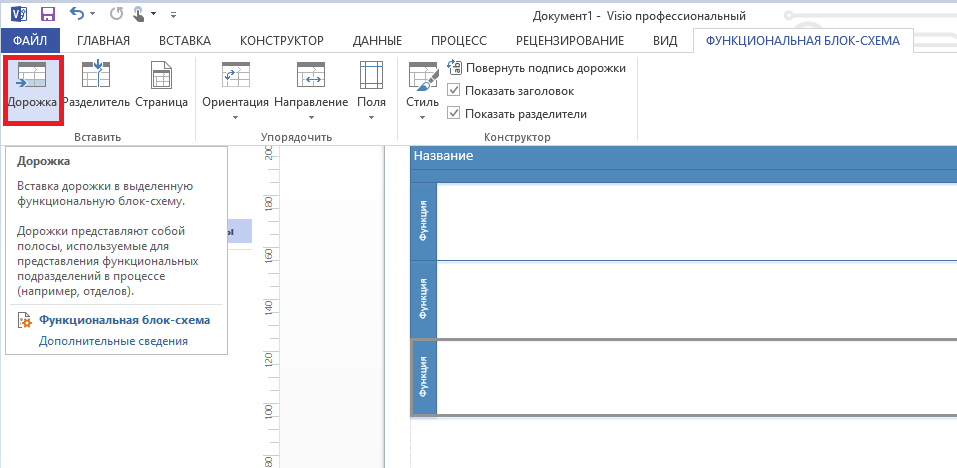 Документ1 - Visio профессиональный
ФАЙЛ ГЛАВНАЯ ВСТАВКА КОНСТРУКТОР ДАННЫЕ ПРОЦЕСС РЕЦЕНЗИРОВАНИЕ ВИД ФУНКЦИОНАЛЬНАЯ БЛОК-СХЕМА
Дорожка Разделитель Страница
Вставить
Ориентация Направление Поля
Упорядочить
Стиль
Повернуть подпись дорожки
Показать заголовок
Показать разделители
Конструктор
Дорожка
Вставка дорожки в выделенную
функциональную блок-схему.
Дорожки представляют собой
полосы, используемые для
представления функциональных
подразделений в процессе
(например, отделов).
Функциональная блок-схема
Дополнительные сведения
ы
200
180
160
140
120
100
80
Название
Функция
Функция
Функция